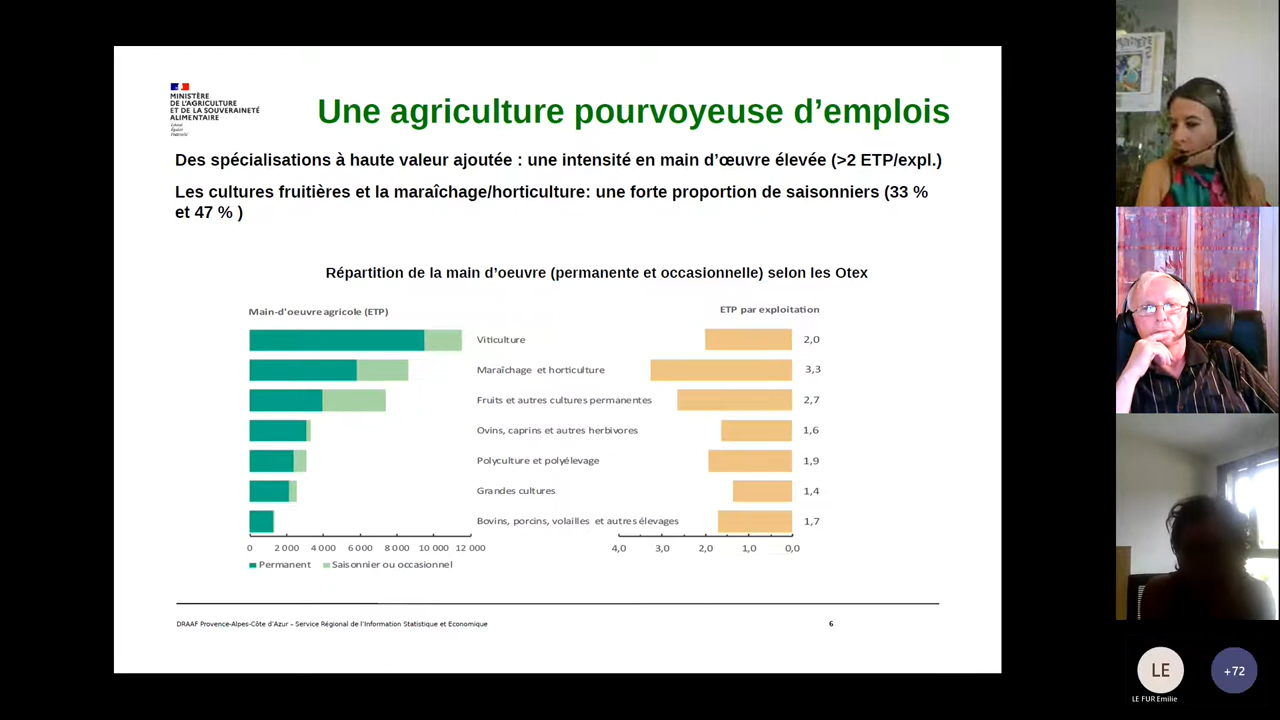 MINISTÈRE
DE L'AGRICULTURE
ET DE LA SOUVERAINETÉ
ALIMENTAIRE
Liberté
Égalité
Fraternité
Une agriculture pourvoyeuse d'emplois
Des spécialisations à haute valeur ajoutée : une intensité en main d'œuvre élevée (>2 ETP/expl.)
Les cultures fruitières et la maraîchage/horticulture: une forte proportion de saisonniers (33 %
et 47 % )
Répartition de la main d'oeuvre (permanente et occasionnelle) selon les Otex
Main-d'oeuvre agricole (ETP)
ETP par exploitation
Viticulture 2,0
Maraîchage et horticulture 3,3
Fruits et autres cultures permanentes 2,7
Ovins, caprins et autres herbivores 1,6
Polyculture et polyélevage 1,9
Grandes cultures 1,4
Bovins, porcins, volailles et autres élevages 1,7
0 2 000 4 000 6 000 8 000 10 000 12 000
4,0 3,0 2,0 1,0 0,0
Permanent Saisonnier ou occasionnel
DRAAF Provence-Alpes-Côte d'Azur – Service Régional de l'Information Statistique et Economique
6
LE
+72
LE FUR Emilie